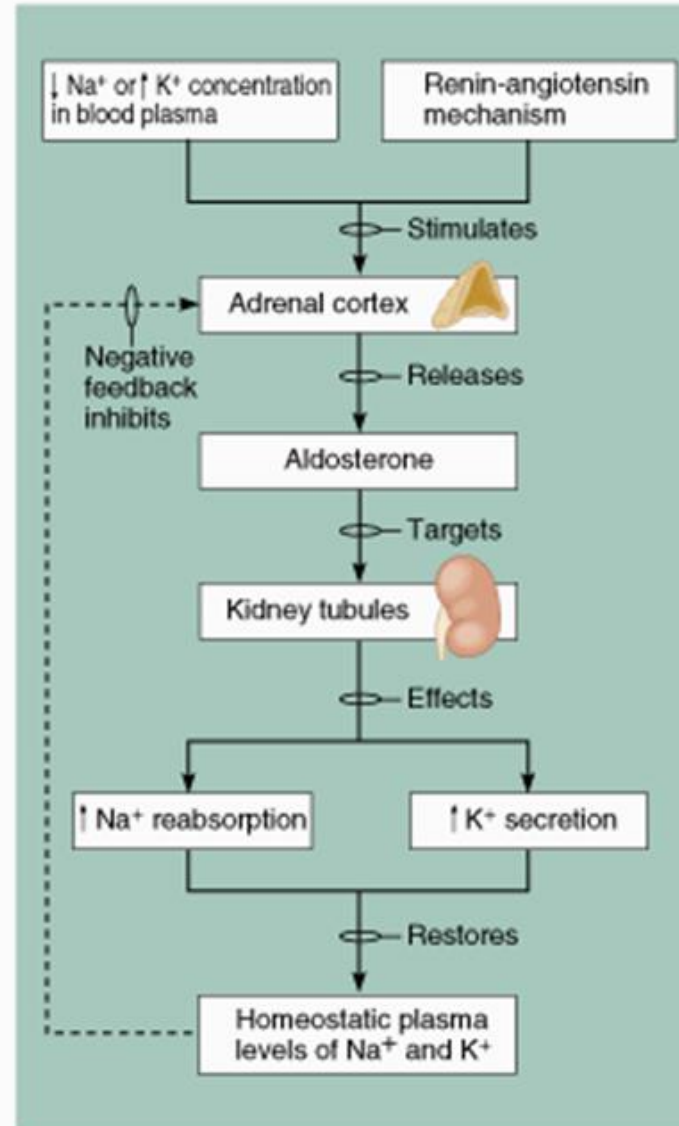 ↓ Na⁺ or ↑ K⁺ concentration
in blood plasma
Renin-angiotensin
mechanism
Stimulates
Adrenal cortex
Negative
feedback
inhibits
Releases
Aldosterone
Targets
Kidney tubules
Effects
↑ Na⁺ reabsorption
↑ K⁺ secretion
Restores
Homeostatic plasma
levels of Na⁺ and K⁺